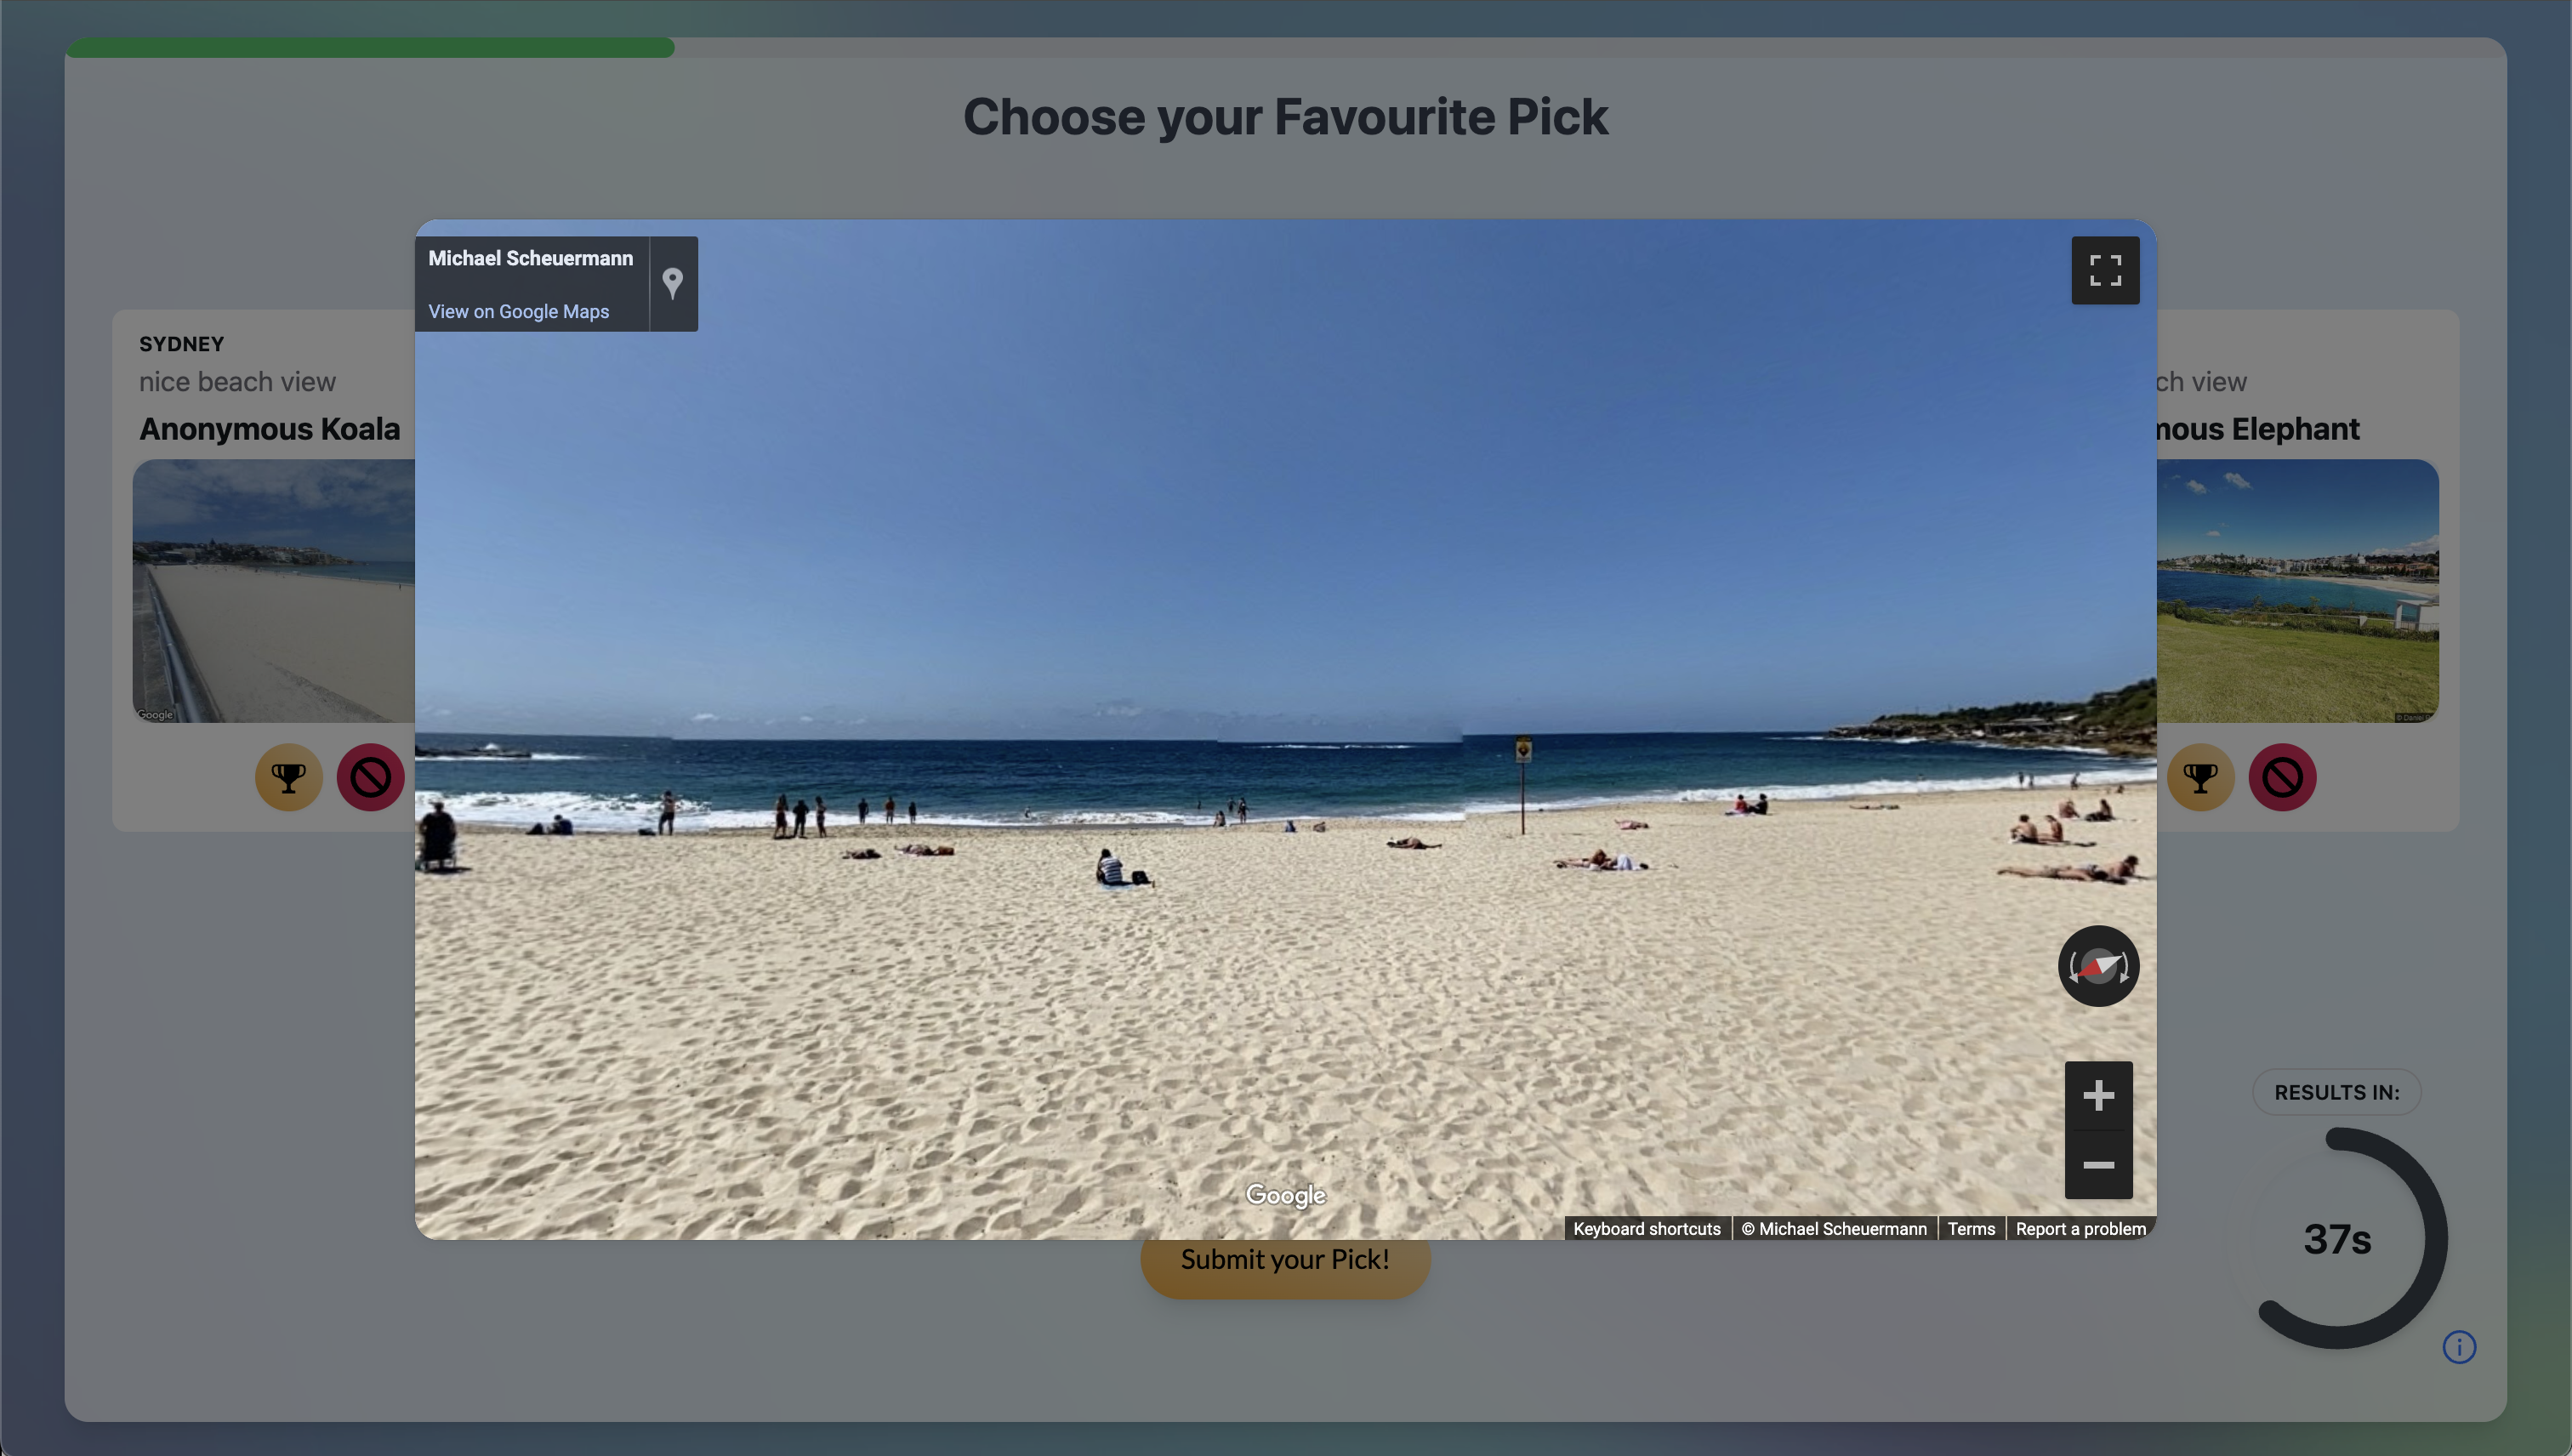 Choose your Favourite Pick
Michael Scheuermann
View on Google Maps
SYDNEY
nice beach view
Anonymous Koala
Google
ch view
mous Elephant
Google
Keyboard shortcuts
© Michael Scheuermann
Terms
Report a problem
Submit your Pick!
RESULTS IN:
37s